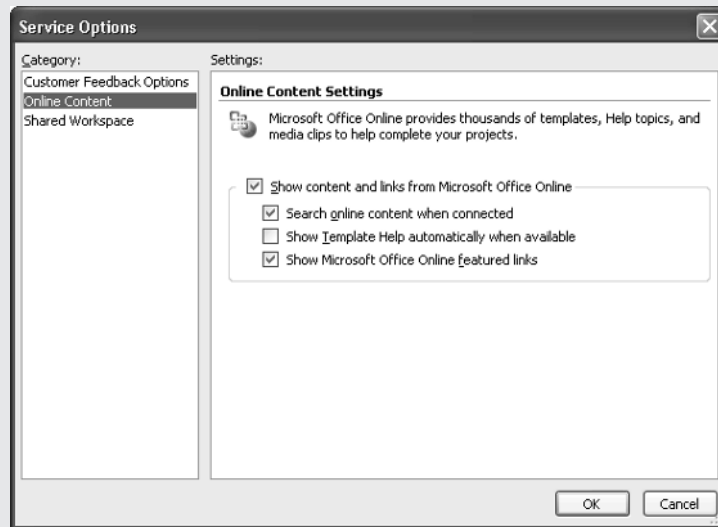 Service Options
Category:
Settings:
Customer Feedback Options
Online Content
Shared Workspace
Online Content Settings
Microsoft Office Online provides thousands of templates, Help topics, and
media clips to help complete your projects.
Show content and links from Microsoft Office Online
Search online content when connected
Show Template Help automatically when available
Show Microsoft Office Online featured links
OK
Cancel